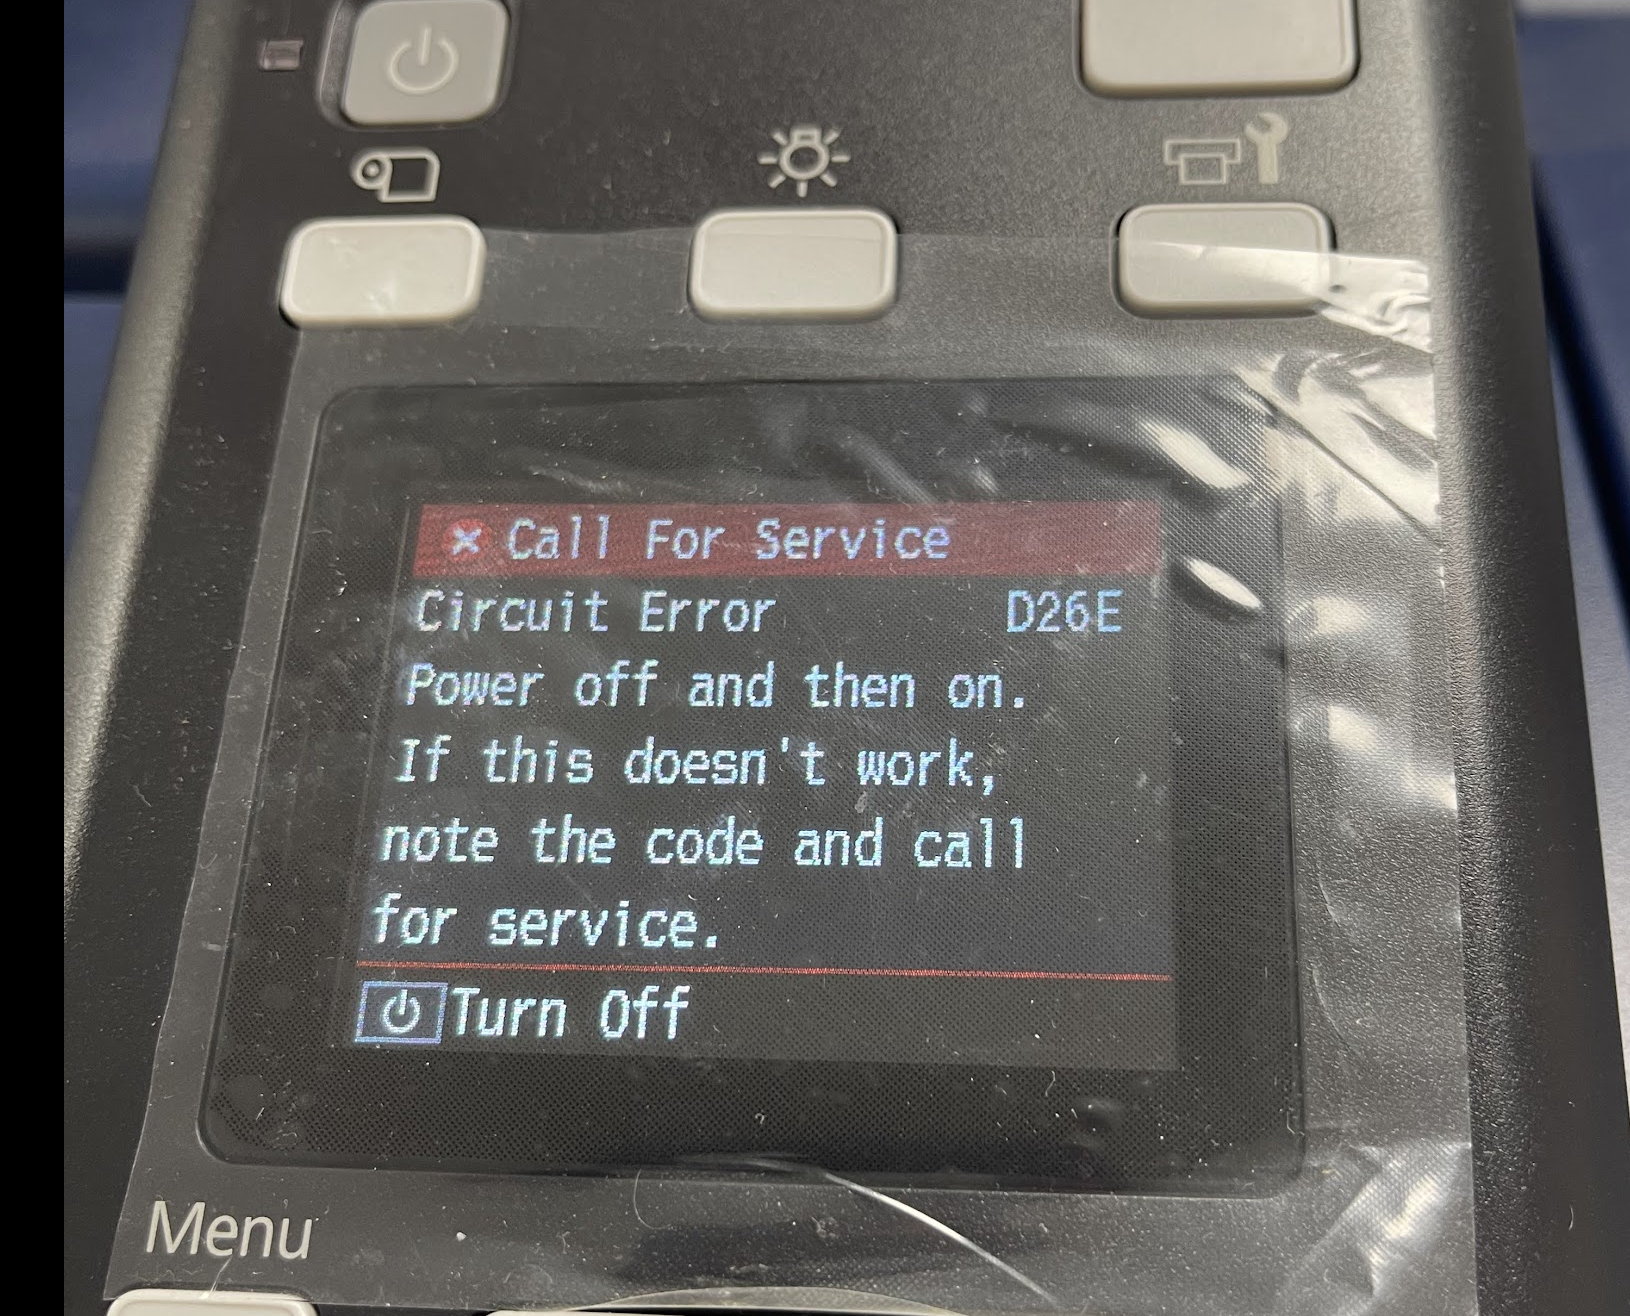 Call For Service
Circuit Error D26E
Power off and then on.
If this doesn't work,
note the code and call
for service.
Turn Off
Menu